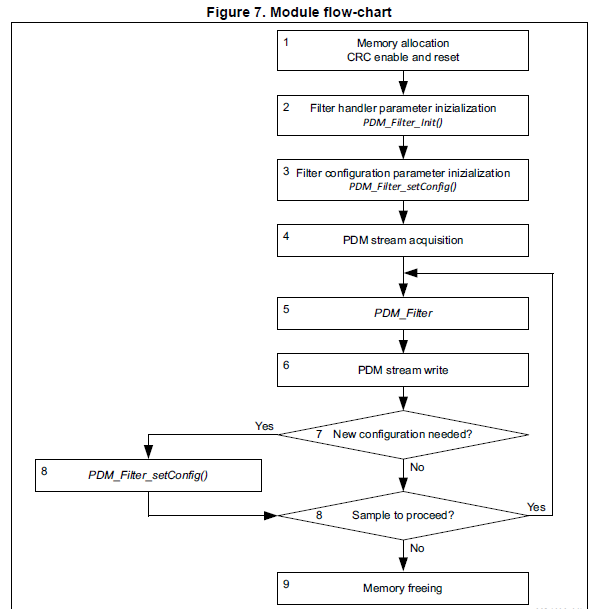 Figure 7. Module flow-chart
1
Memory allocation
CRC enable and reset
2
Filter handler parameter inizialization
PDM_Filter_Init()
3
Filter configuration parameter inizialization
PDM_Filter_setConfig()
4
PDM stream acquisition
5
PDM_Filter
6
PDM stream write
Yes
7 New configuration needed?
8
PDM_Filter_setConfig()
No
8 Sample to proceed?
Yes
No
9
Memory freeing